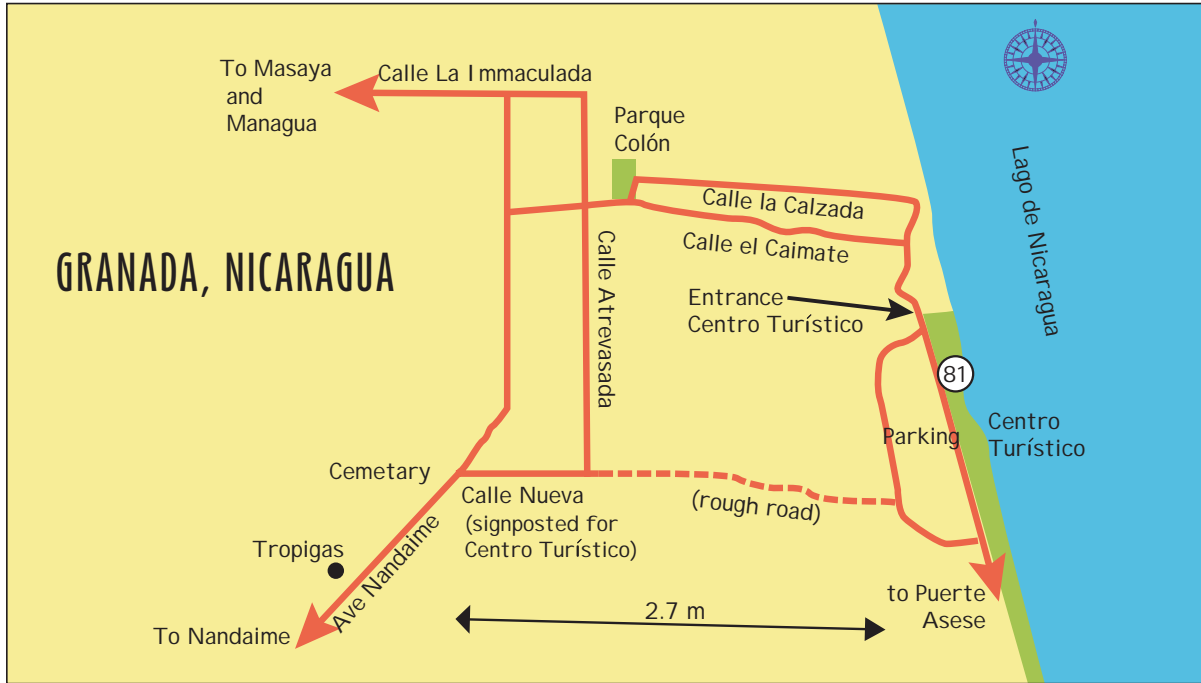 To Masaya
and
Managua
Calle La Immaculada
Parque
Colón
Lago de Nicaragua
Calle la Calzada
Calle el Caimate
Calle Atrevasada
GRANADA, NICARAGUA
Entrance
Centro Turístico
81
Centro
Turístico
Parking
Cemetary
Calle Nueva
(signposted for
Centro Turístico)
(rough road)
Tropigas
Ave Nandaime
To Nandaime
2.7 m
to Puerte
Asese